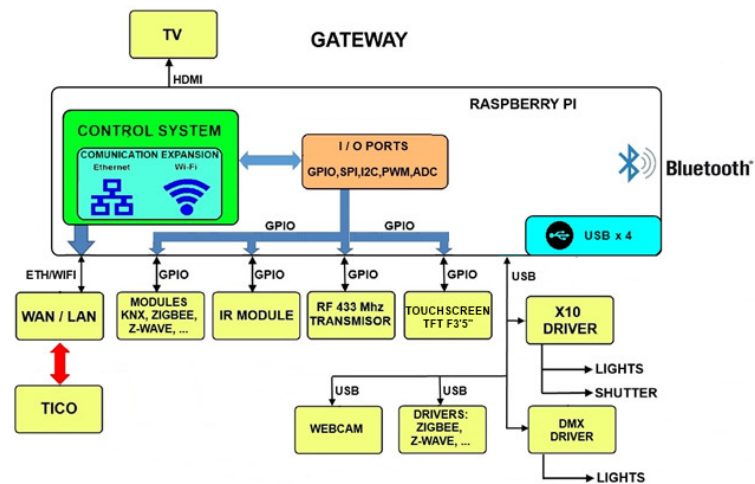 TV
GATEWAY
HDMI
RASPBERRY PI
CONTROL SYSTEM
COMUNICATION EXPANSION
Ethernet
Wi-Fi
I / O PORTS
GPIO,SPI,I2C,PWM,ADC
Bluetooth
GPIO
GPIO
USB x 4
ETH/WIFI
GPIO
GPIO
GPIO
GPIO
USB
WAN / LAN
MODULES
KNX, ZIGBEE,
Z-WAVE, ...
IR MODULE
RF 433 Mhz
TRANSMISOR
TOUCHSCREEN
TFT F3'5"
X10
DRIVER
LIGHTS
SHUTTER
TICO
USB
USB
WEBCAM
DRIVERS:
ZIGBEE,
Z-WAVE, ...
DMX
DRIVER
LIGHTS